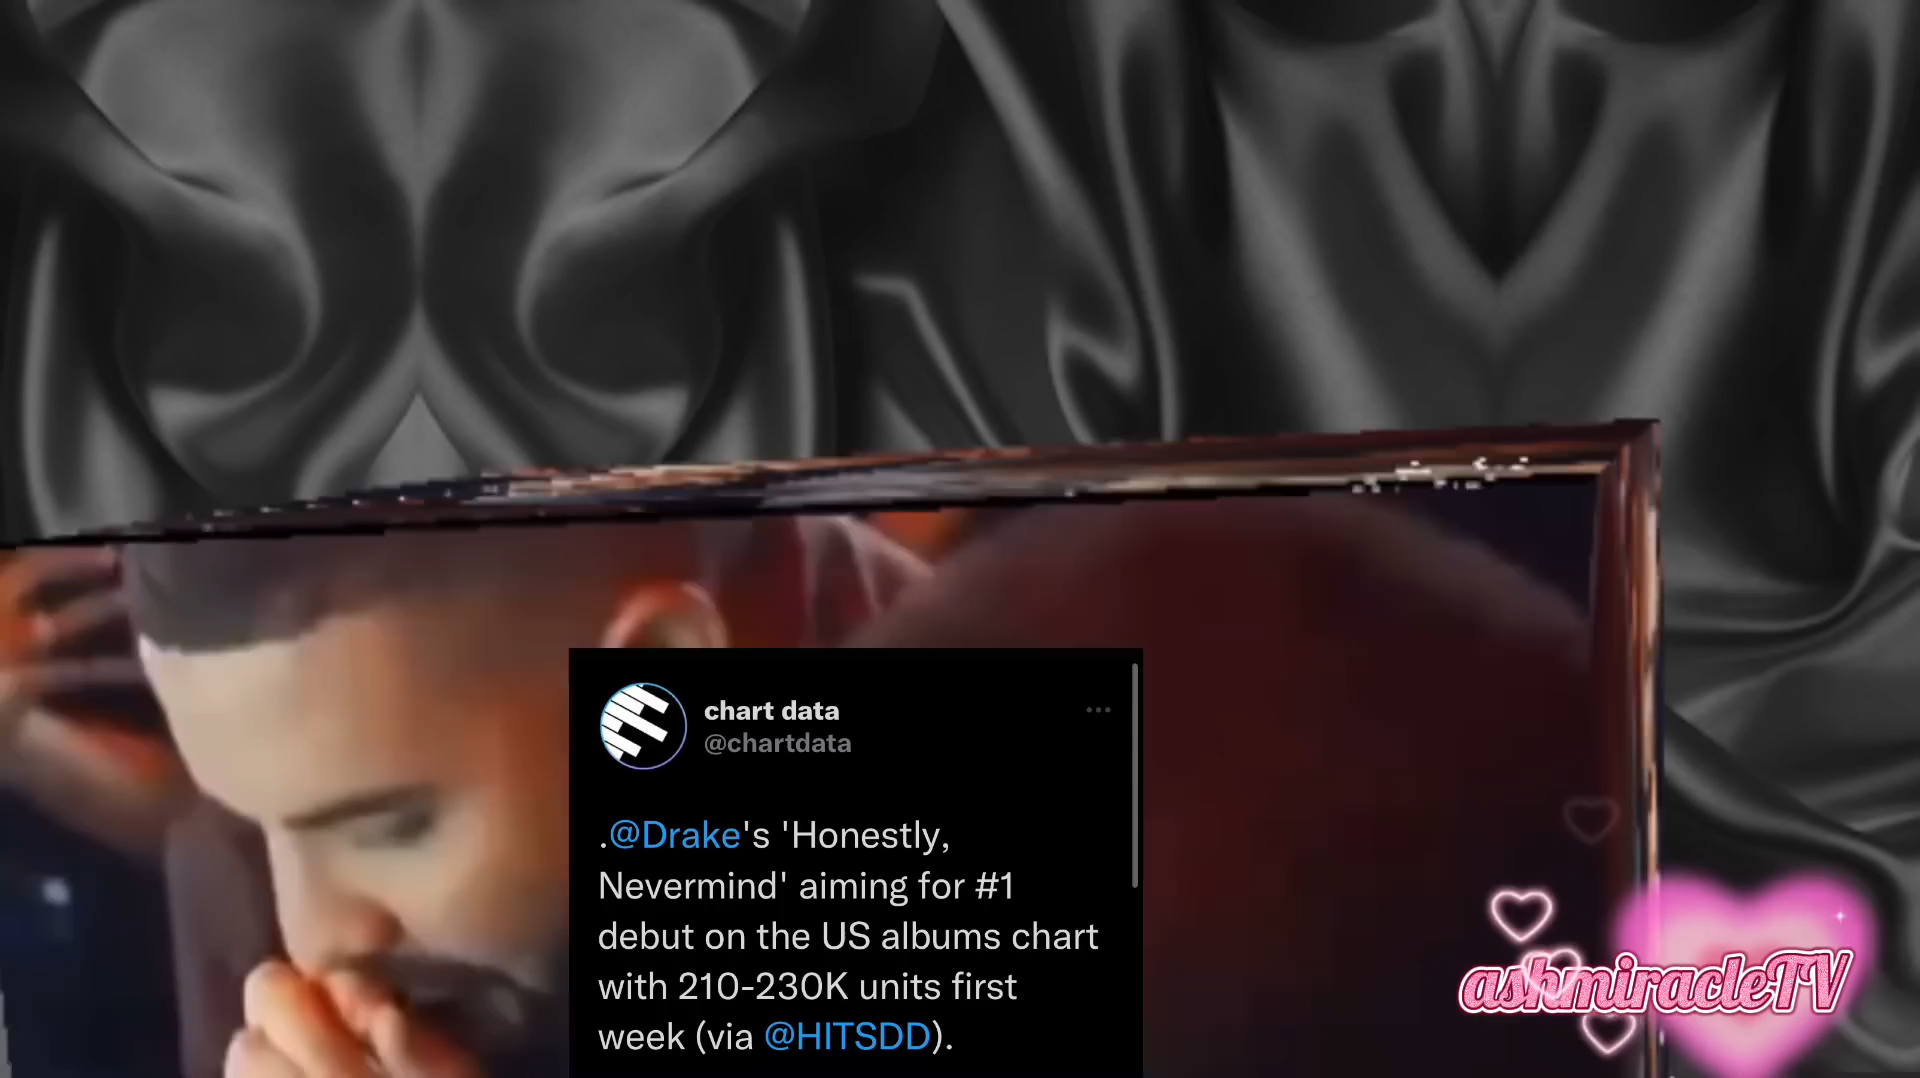 chart data
@chartdata
.@Drake's 'Honestly,
Nevermind' aiming for #1
debut on the US albums chart
with 210-230K units first
week (via @HITSDD).
ashmiracleTV